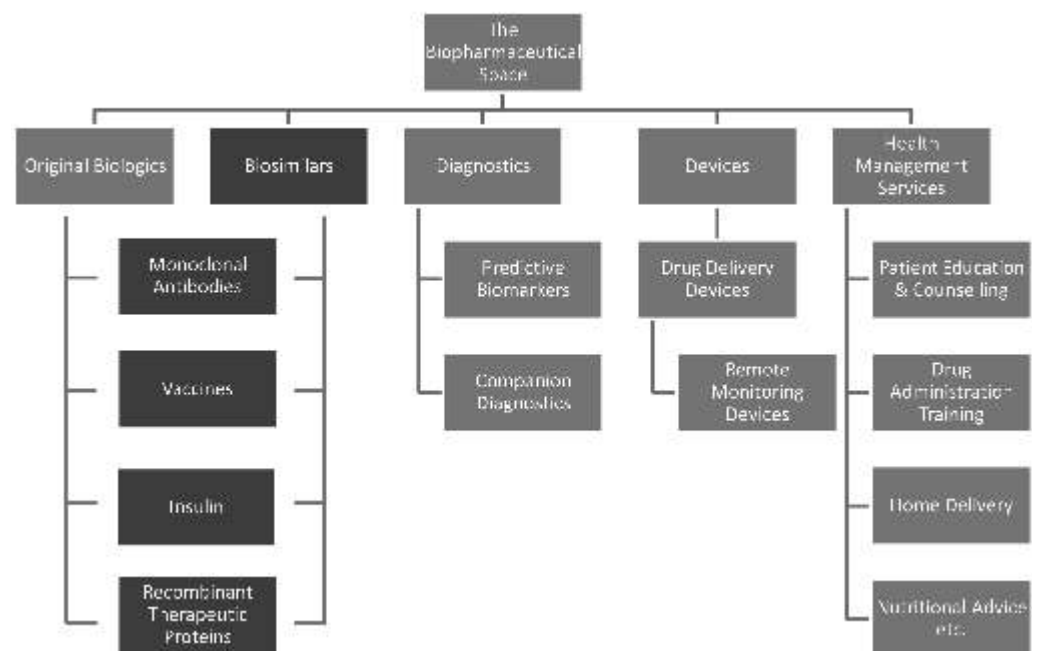 The
Biopharmaceutical
Space
Original Biologics
Biosimilars
Diagnostics
Devices
Health
Management
Services
Monoclonal
Antibodies
Predictive
Biomarkers
Drug Delivery
Devices
Patient Education
& Counselling
Vaccines
Companion
Diagnostics
Remote
Monitoring
Devices
Drug
Administration
Training
Insulin
Home Delivery
Recombinant
Therapeutic
Proteins
Nutritional Advice
etc.